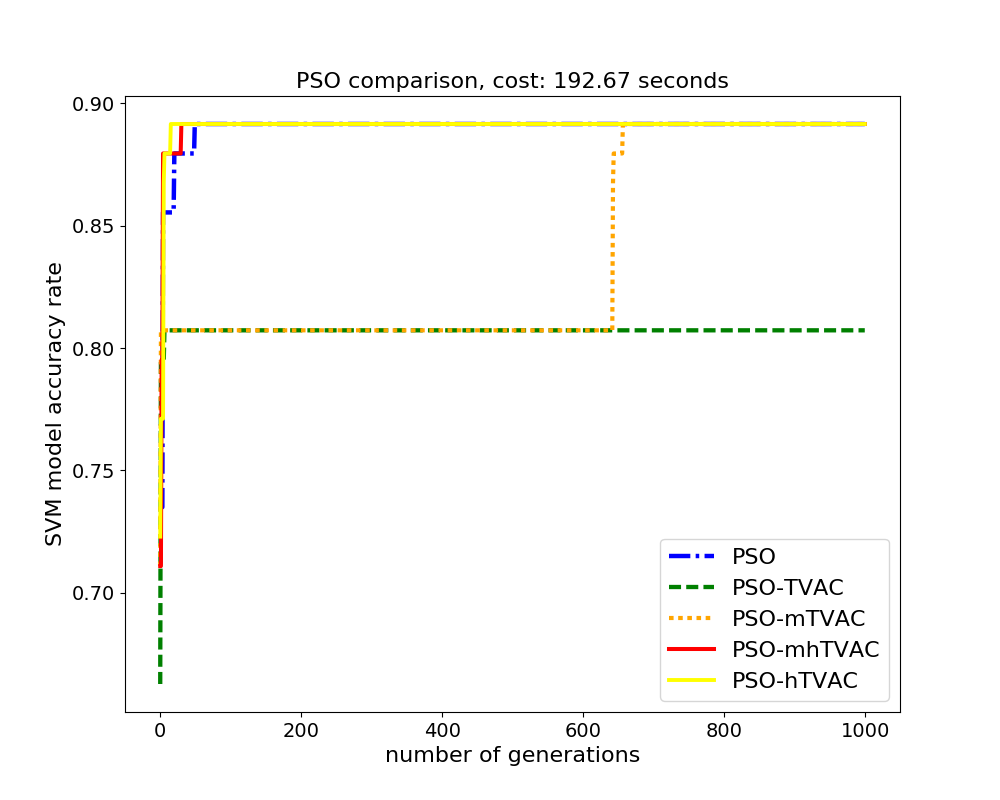 PSO comparison, cost: 192.67 seconds
0.90
0.85
0.80
0.75
0.70
SVM model accuracy rate
0 200 400 600 800 1000
number of generations
PSO
PSO-TVAC
PSO-mTVAC
PSO-mhTVAC
PSO-hTVAC